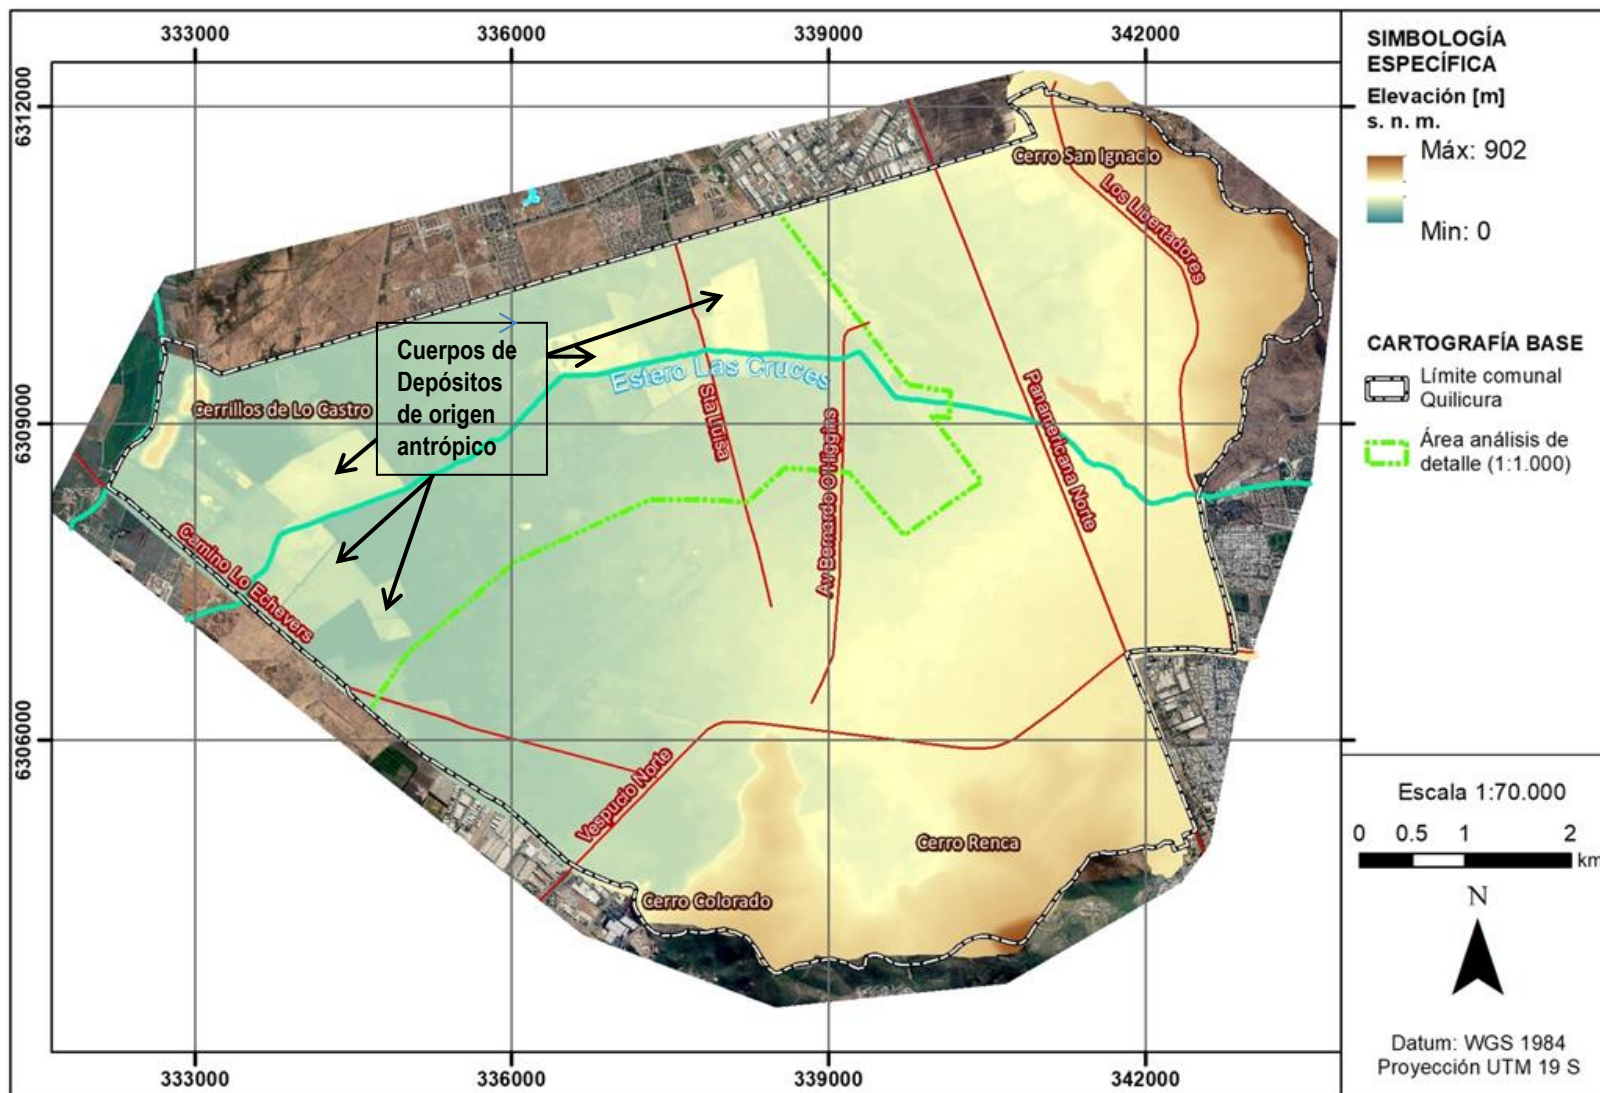 333000
336000
339000
342000
6312000
6309000
6306000
Cerro San Ignacio
Los Libertadores
Cuerpos de
Depósitos
de origen
antrópico
Estero Las Cruces
Cerrillos de Lo Castro
Sta Luisa
Av Bernardo O'Higgins
Panamericana Norte
Camino Lo Echevers
Vespucio Norte
Cerro Renca
Cerro Colorado
333000
336000
339000
342000
SIMBOLOGÍA
ESPECÍFICA
Elevación [m]
s. n. m.
Máx: 902
Min: 0
CARTOGRAFÍA BASE
Límite comunal
Quilicura
Área análisis de
detalle (1:1.000)
Escala 1:70.000
0 0.5 1 2
km
N
Datum: WGS 1984
Proyección UTM 19 S